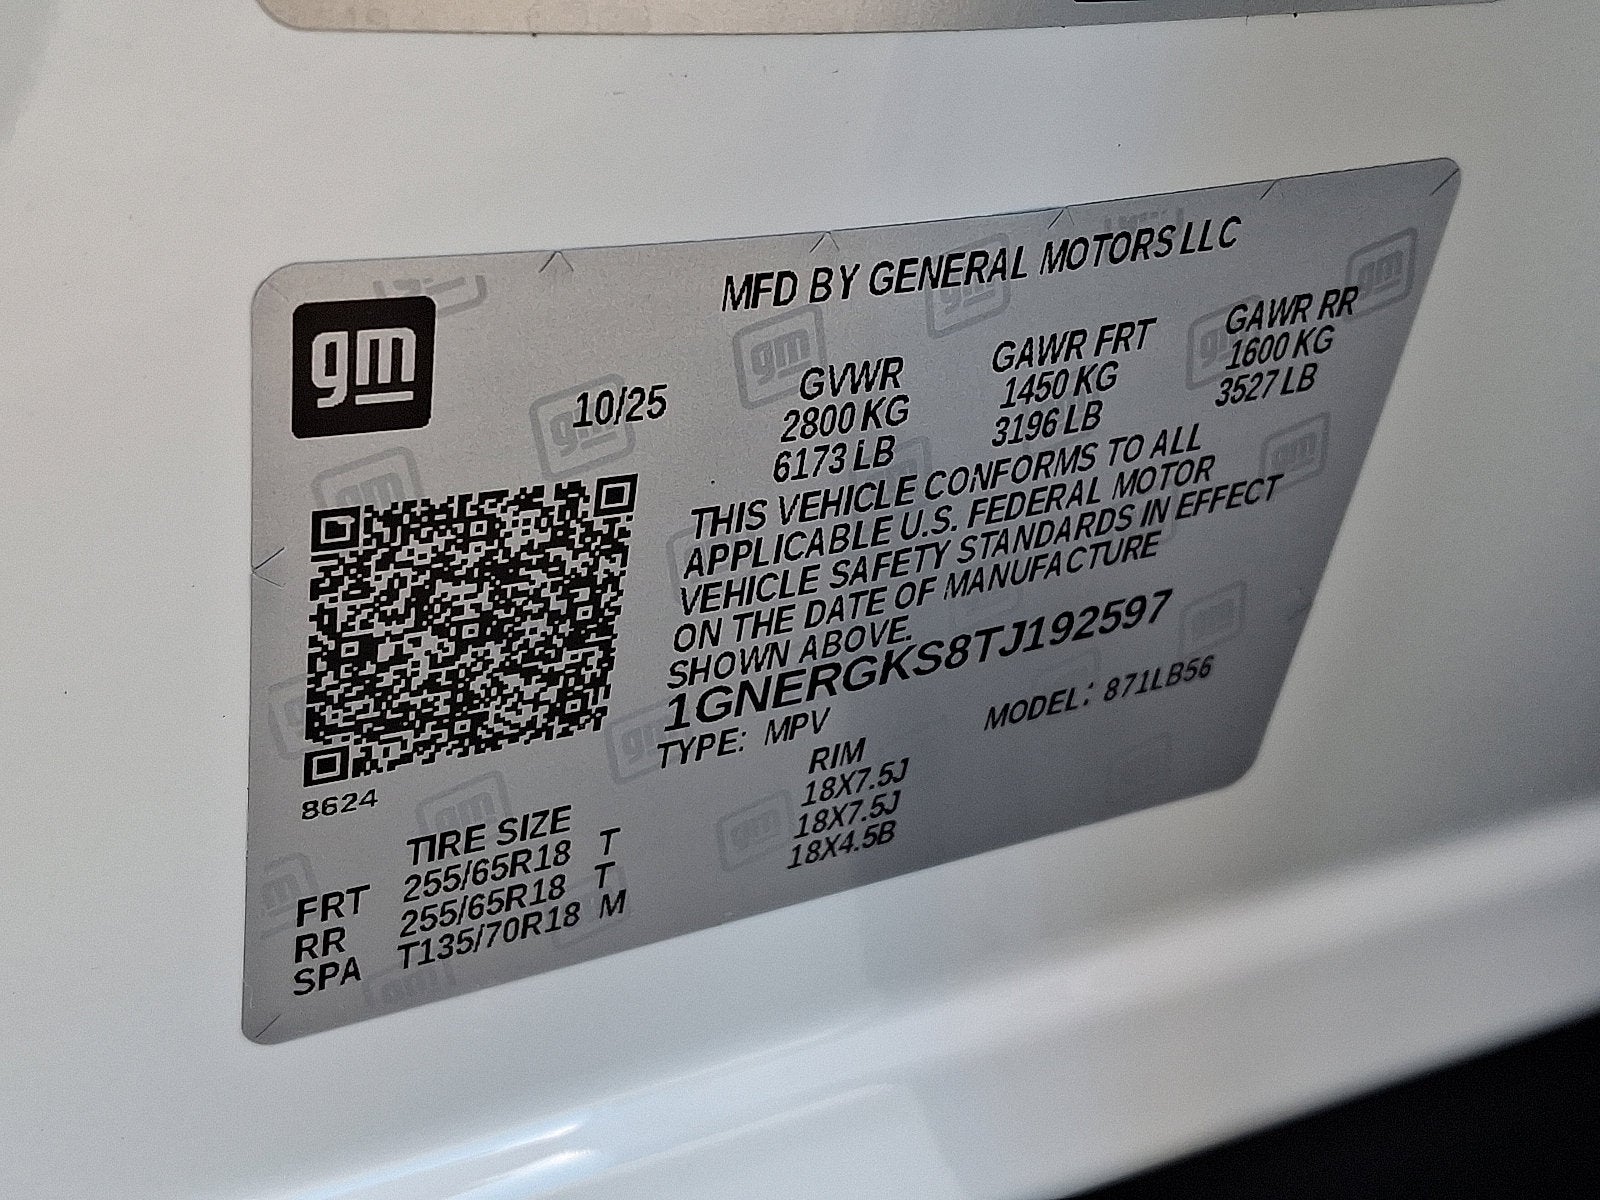 gm
MFD BY GENERAL MOTORS LLC
10/25
GVWR GAWR FRT GAWR RR
2800 KG 1450 KG 1600 KG
6173 LB 3196 LB 3527 LB
THIS VEHICLE CONFORMS TO ALL
APPLICABLE U.S. FEDERAL MOTOR
VEHICLE SAFETY STANDARDS IN EFFECT
ON THE DATE OF MANUFACTURE
SHOWN ABOVE.
1GNERGKS8TJ192597
TYPE: MPV MODEL: 871LB56
8624
TIRE SIZE RIM
FRT 255/65R18 T 18X7.5J
RR 255/65R18 T 18X7.5J
SPA T135/70R18 M 18X4.5B